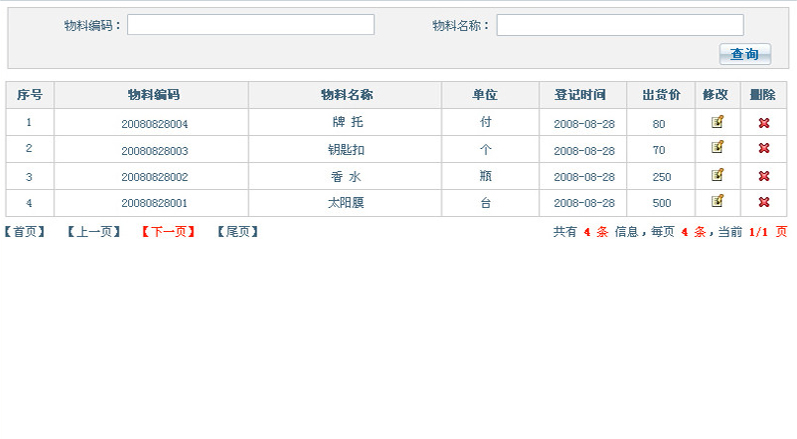 物料编码： 物料名称：
查询
序号 物料编码 物料名称 单位 登记时间 出货价 修改 删除
1 20080828004 牌 托 付 2008-08-28 80
2 20080828003 钥匙扣 个 2008-08-28 70
3 20080828002 香 水 瓶 2008-08-28 250
4 20080828001 太阳膜 台 2008-08-28 500
【首页】 【上一页】 【下一页】 【尾页】 共有 4 条 信息，每页 4 条，当前 1/1 页